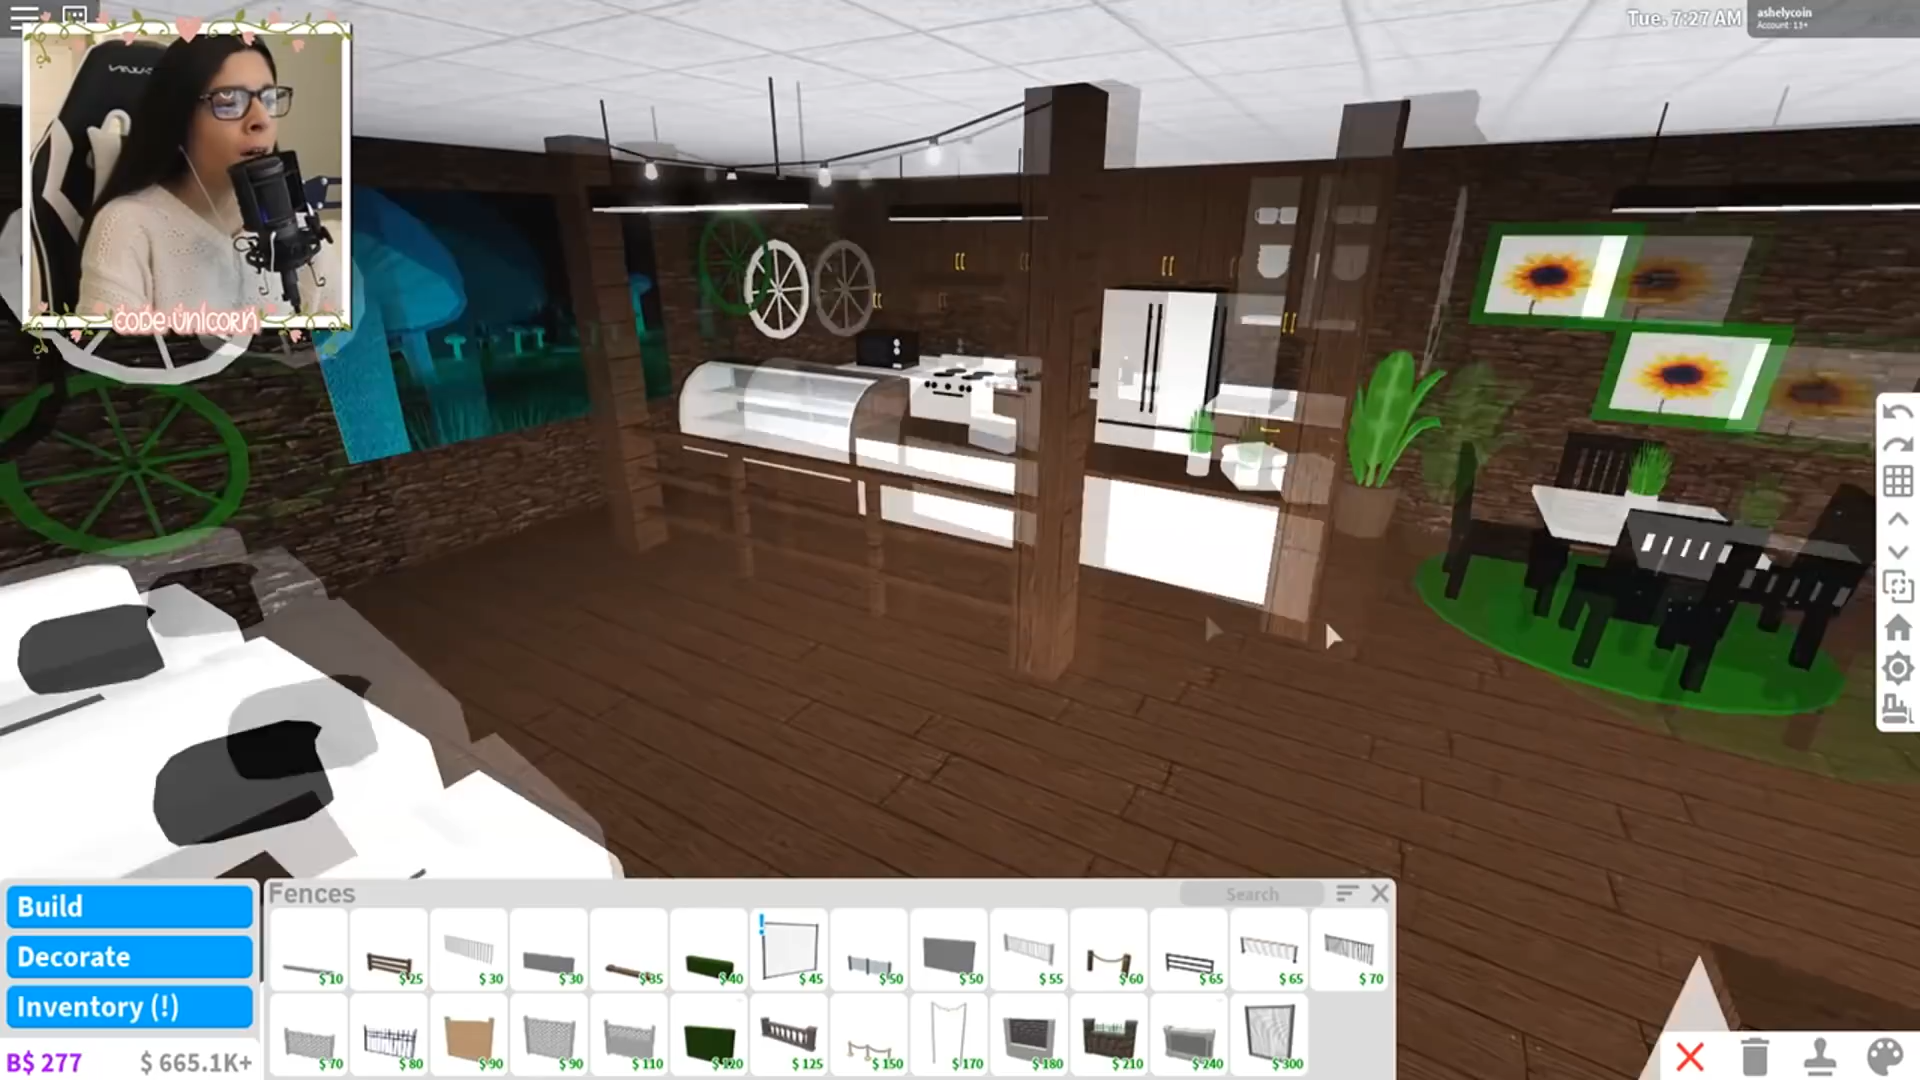 Tue. 7:27 AM
ashelycoin
Account: 13+
CODE UNICORN
Build
Decorate
Inventory (!)
B$ 277
$ 665.1K+
Fences
Search
!
$10
$25
$30
$30
$35
$40
$45
$50
$50
$55
$60
$65
$65
$70
$70
$80
$90
$90
$110
$120
$125
$150
$170
$180
$210
$240
$300